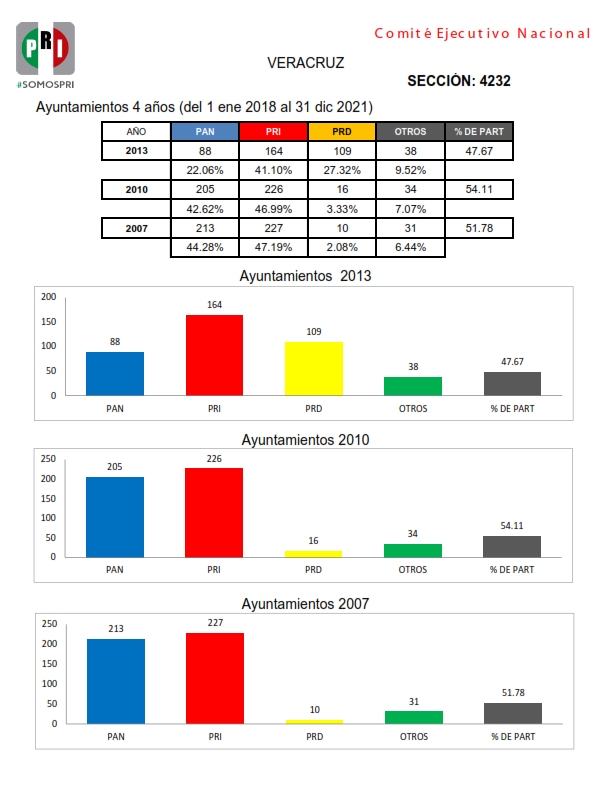 Comité Ejecutivo Nacional
PRI
#SOMOSPRI
VERACRUZ
SECCIÓN: 4232
Ayuntamientos 4 años (del 1 ene 2018 al 31 dic 2021)
AÑO PAN PRI PRD OTROS % DE PART
2013 88 164 109 38 47.67
22.06% 41.10% 27.32% 9.52%
2010 205 226 16 34 54.11
42.62% 46.99% 3.33% 7.07%
2007 213 227 10 31 51.78
44.28% 47.19% 2.08% 6.44%
Ayuntamientos 2013
200
150
100
50
0
88 164 109 38 47.67
PAN PRI PRD OTROS % DE PART
Ayuntamientos 2010
250
200
150
100
50
0
205 226 16 34 54.11
PAN PRI PRD OTROS % DE PART
Ayuntamientos 2007
250
200
150
100
50
0
213 227 10 31 51.78
PAN PRI PRD OTROS % DE PART